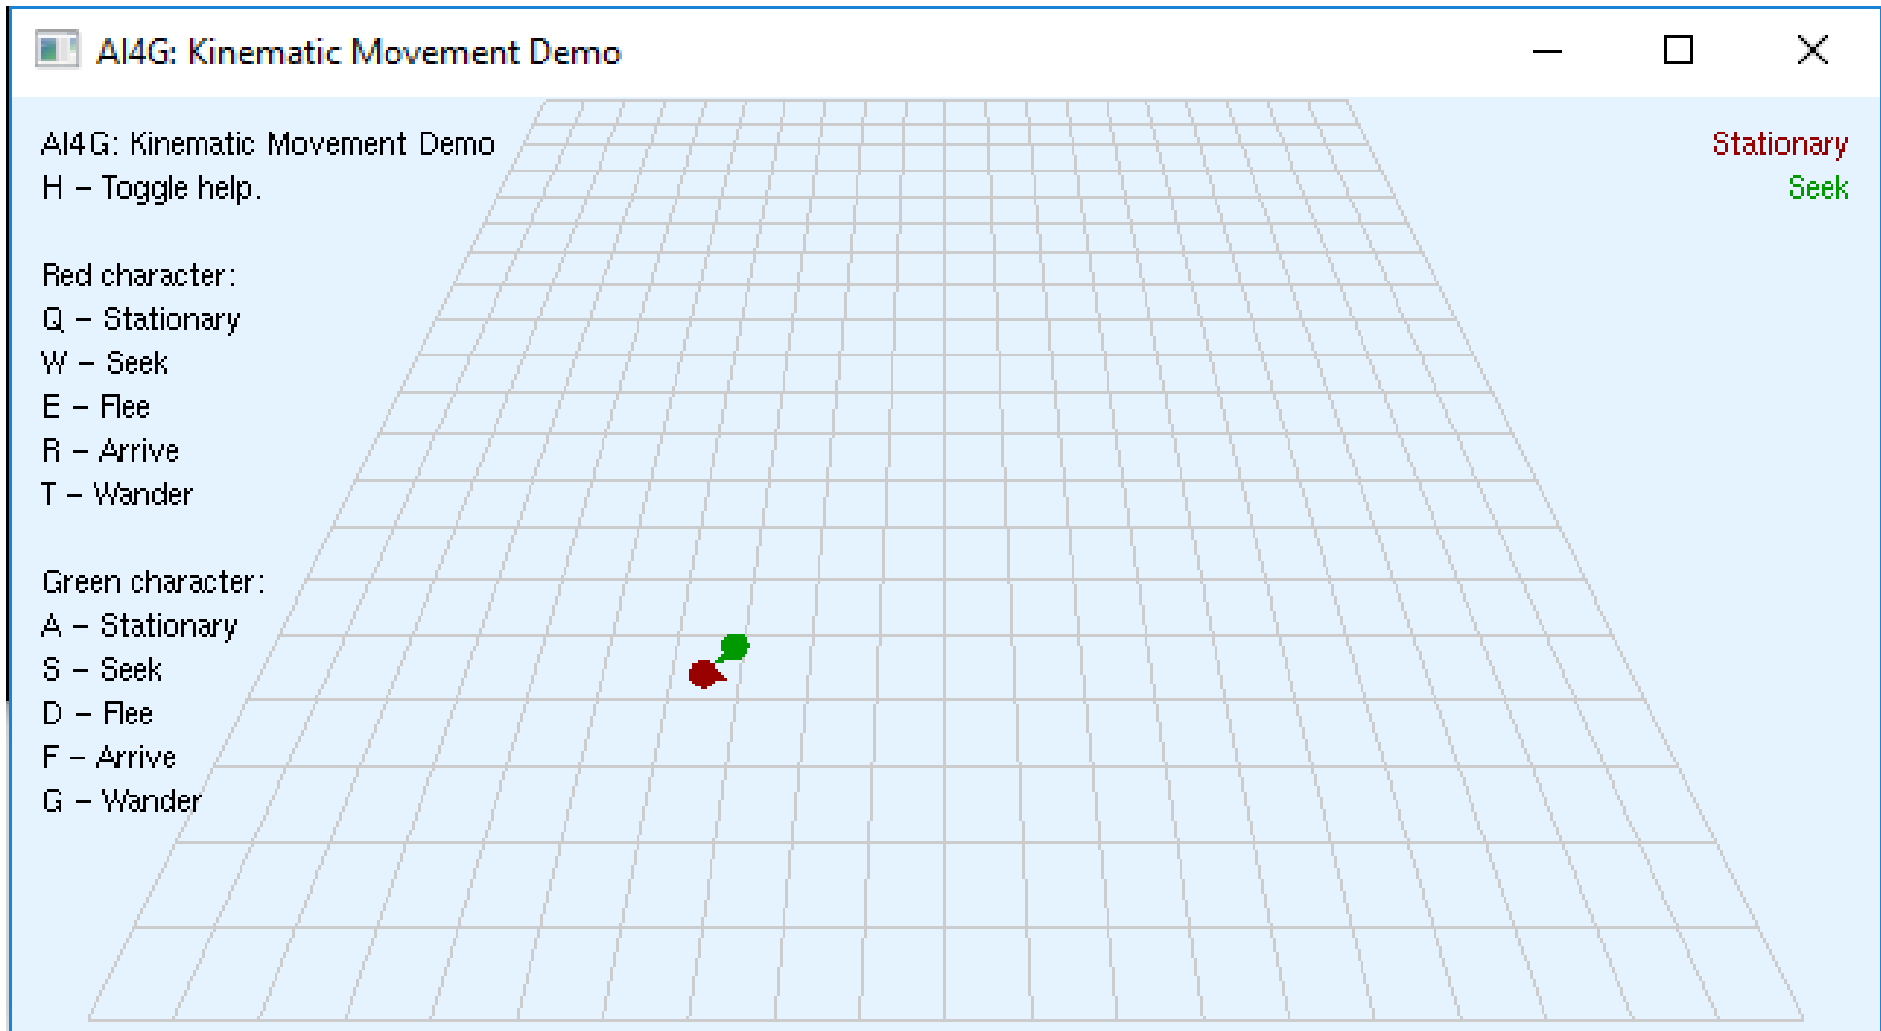 AI4G: Kinematic Movement Demo
AI4G: Kinematic Movement Demo
H - Toggle help.
Red character:
Q - Stationary
W - Seek
E - Flee
R - Arrive
T - Wander
Green character:
A - Stationary
S - Seek
D - Flee
F - Arrive
G - Wander
Stationary
Seek